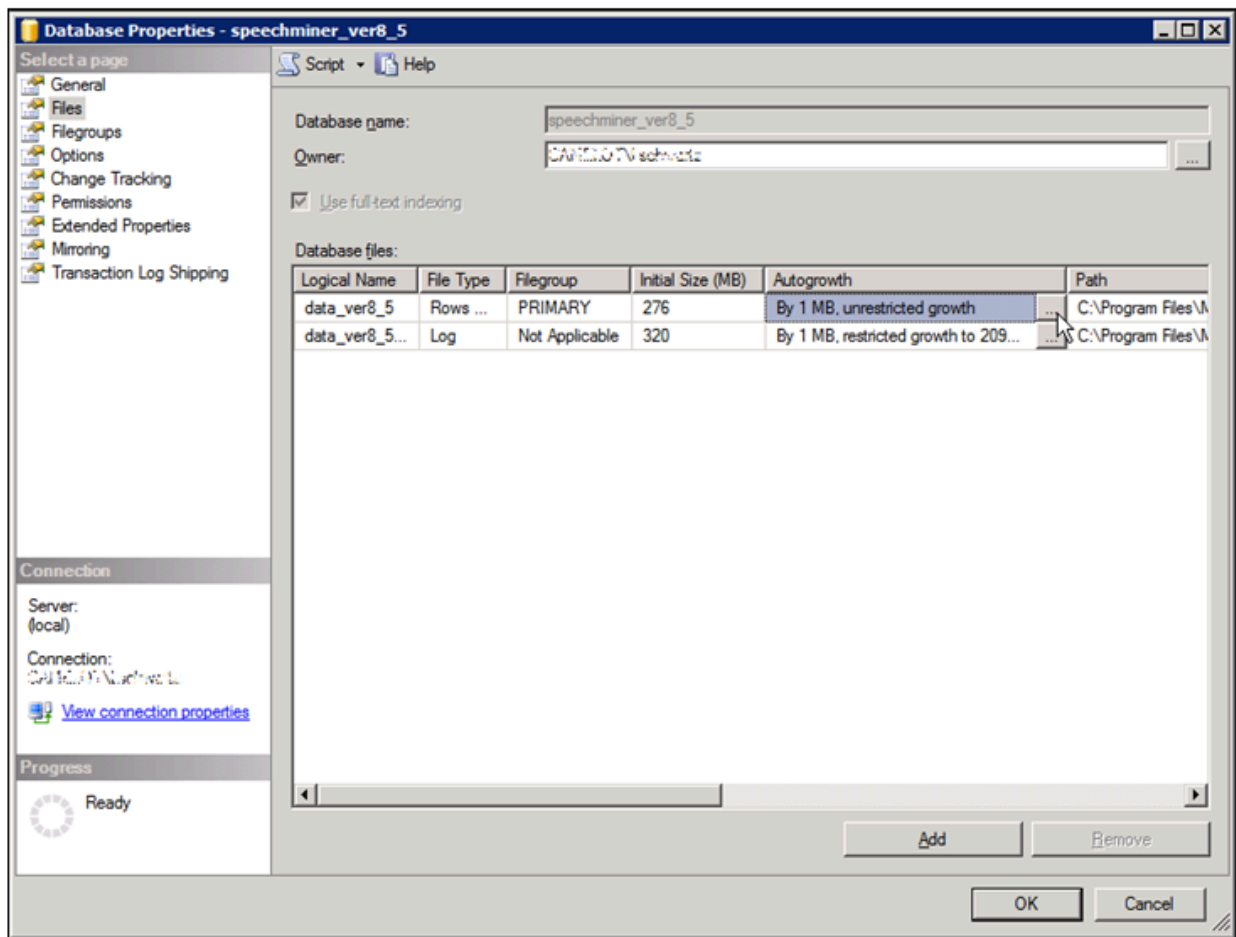 Database Properties - speechminer_ver8_5
Select a page
General
Files
Filegroups
Options
Change Tracking
Permissions
Extended Properties
Mirroring
Transaction Log Shipping
Script Help
Database name: speechminer_ver8_5
Owner: ...
Use full-text indexing
Database files:
Logical Name File Type Filegroup Initial Size (MB) Autogrowth Path
data_ver8_5 Rows ... PRIMARY 276 By 1 MB, unrestricted growth ... C:\Program Files\
data_ver8_5... Log Not Applicable 320 By 1 MB, restricted growth to 209... ... C:\Program Files\
Connection
Server:
(local)
Connection:
View connection properties
Progress
Ready
Add Remove
OK Cancel